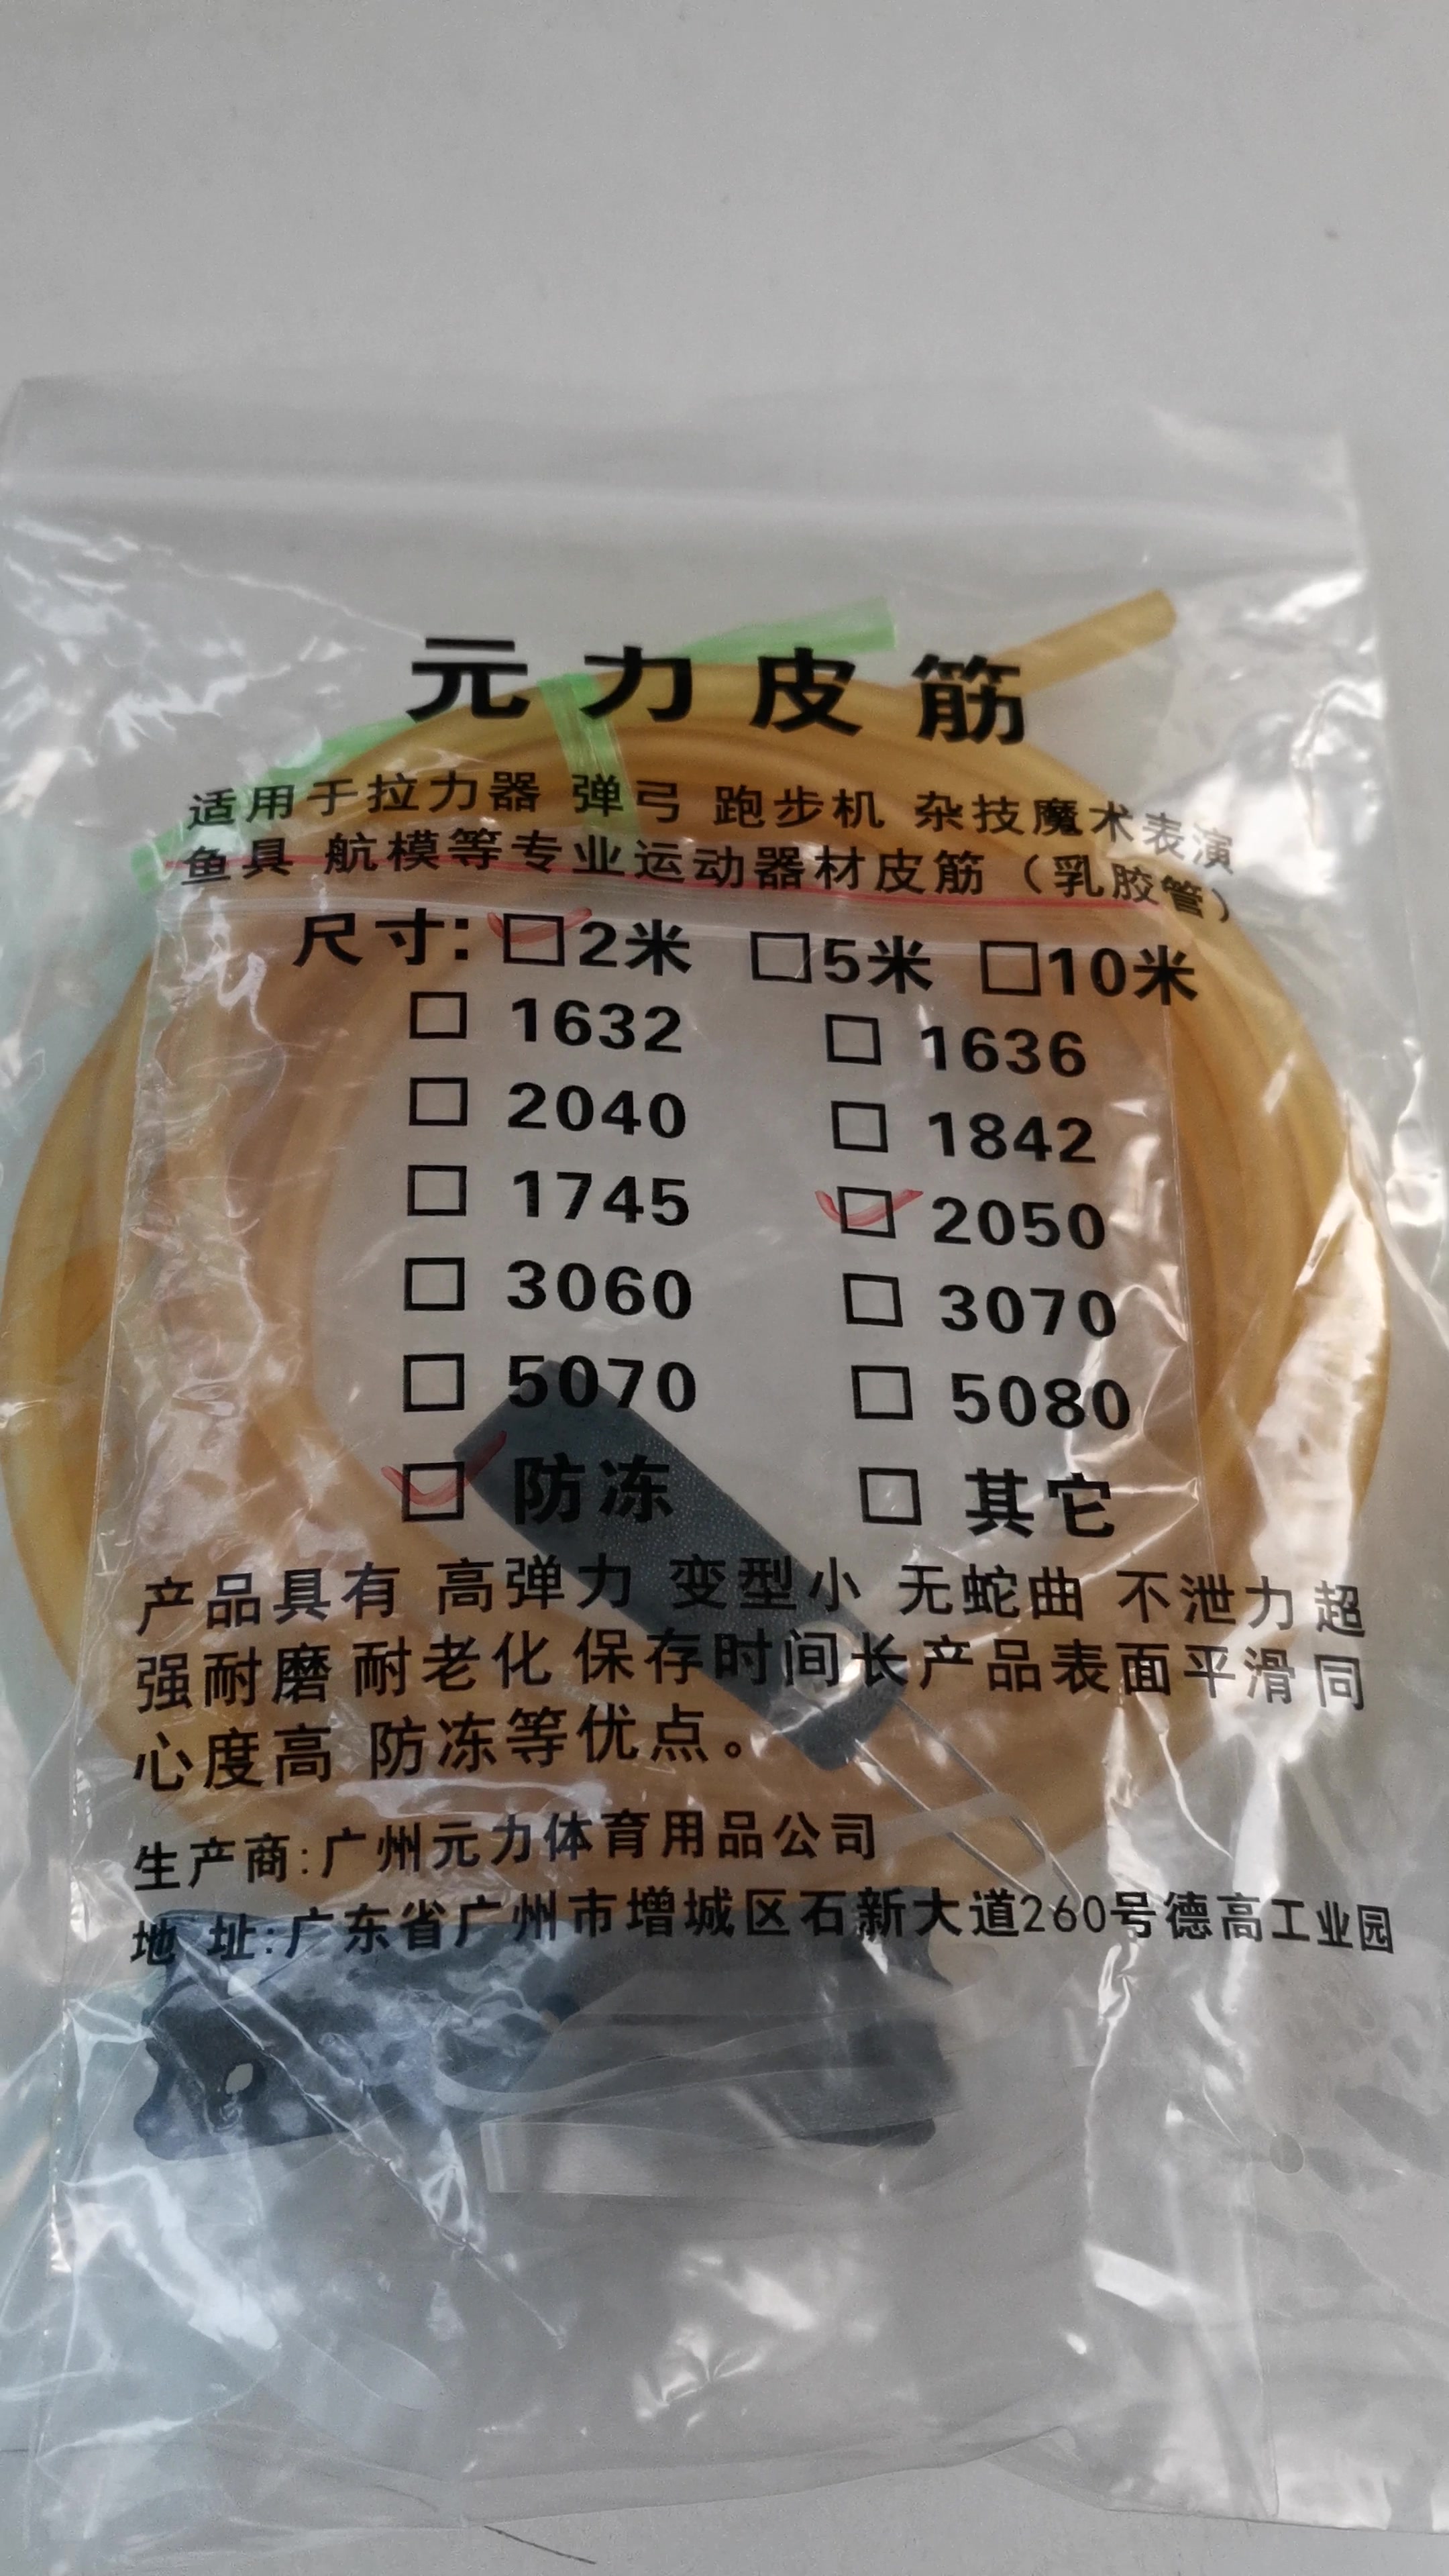 元力皮筋
适用于拉力器 弹弓 跑步机 杂技魔术表演
鱼具 航模等专业运动器材皮筋（乳胶管）
尺寸:□2米 □5米 □10米
□ 1632 □ 1636
□ 2040 □ 1842
□ 1745 □ 2050
□ 3060 □ 3070
□ 5070 □ 5080
□ 防冻 □ 其它
产品具有 高弹力 变型小 无蛇曲 不泄力 超
强耐磨 耐老化 保存时间长产品表面平滑 同
心度高 防冻等优点。
生产商:广州元力体育用品公司
地 址:广东省广州市增城区石新大道260号德高工业园